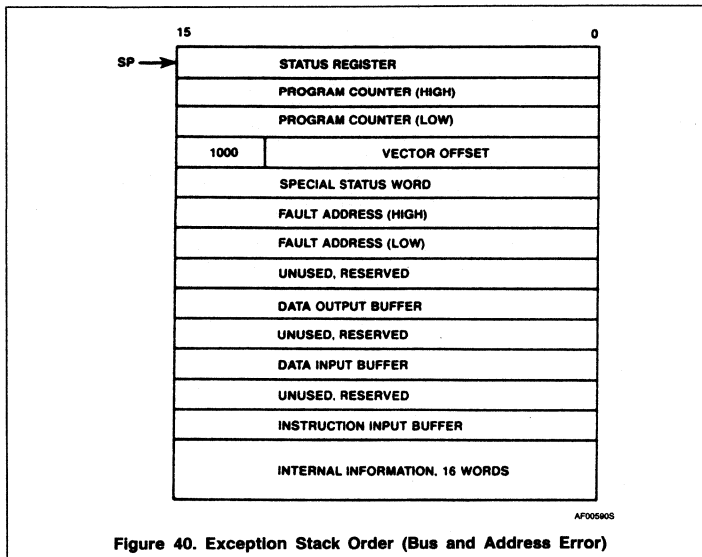 15 0
SP
STATUS REGISTER
PROGRAM COUNTER (HIGH)
PROGRAM COUNTER (LOW)
1000 VECTOR OFFSET
SPECIAL STATUS WORD
FAULT ADDRESS (HIGH)
FAULT ADDRESS (LOW)
UNUSED, RESERVED
DATA OUTPUT BUFFER
UNUSED, RESERVED
DATA INPUT BUFFER
UNUSED, RESERVED
INSTRUCTION INPUT BUFFER
INTERNAL INFORMATION, 16 WORDS
AF00590S
Figure 40. Exception Stack Order (Bus and Address Error)